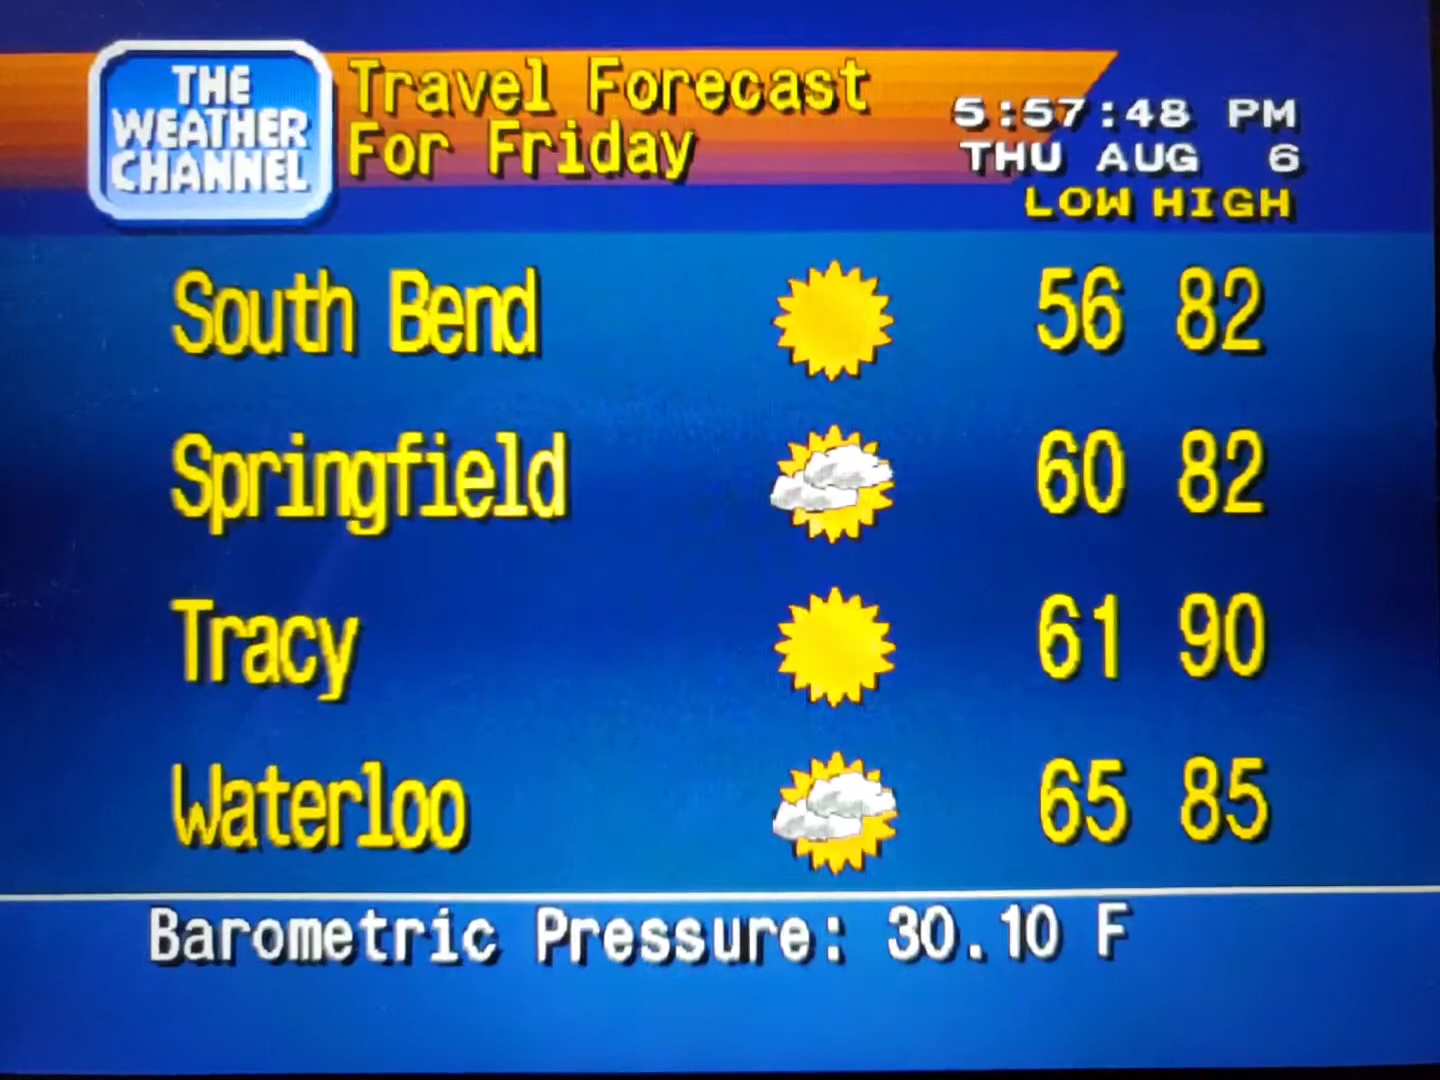 THE
WEATHER
CHANNEL
Travel Forecast
For Friday
5:57:48 PM
THU AUG 6
LOW HIGH
South Bend 56 82
Springfield 60 82
Tracy 61 90
Waterloo 65 85
Barometric Pressure: 30.10 F